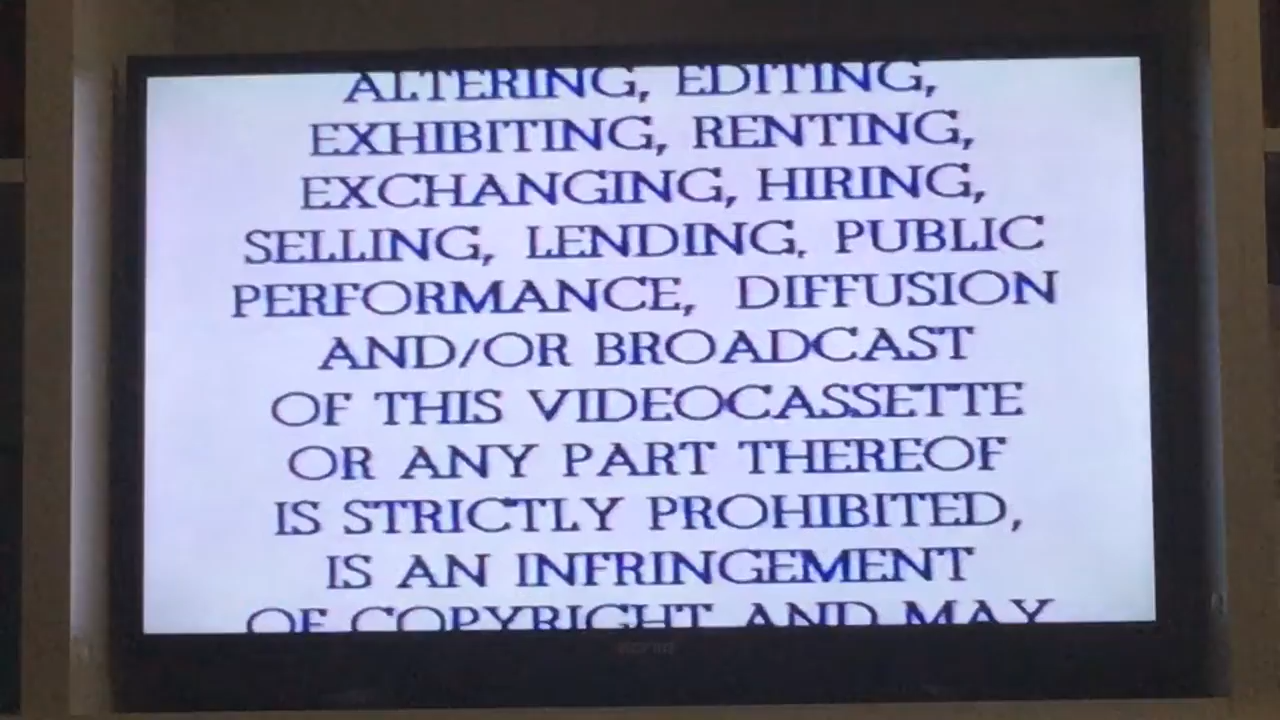 ALTERING, EDITING,
EXHIBITING, RENTING,
EXCHANGING, HIRING,
SELLING, LENDING, PUBLIC
PERFORMANCE, DIFFUSION
AND/OR BROADCAST
OF THIS VIDEOCASSETTE
OR ANY PART THEREOF
IS STRICTLY PROHIBITED,
IS AN INFRINGEMENT
OF COPYRIGHT AND MAY